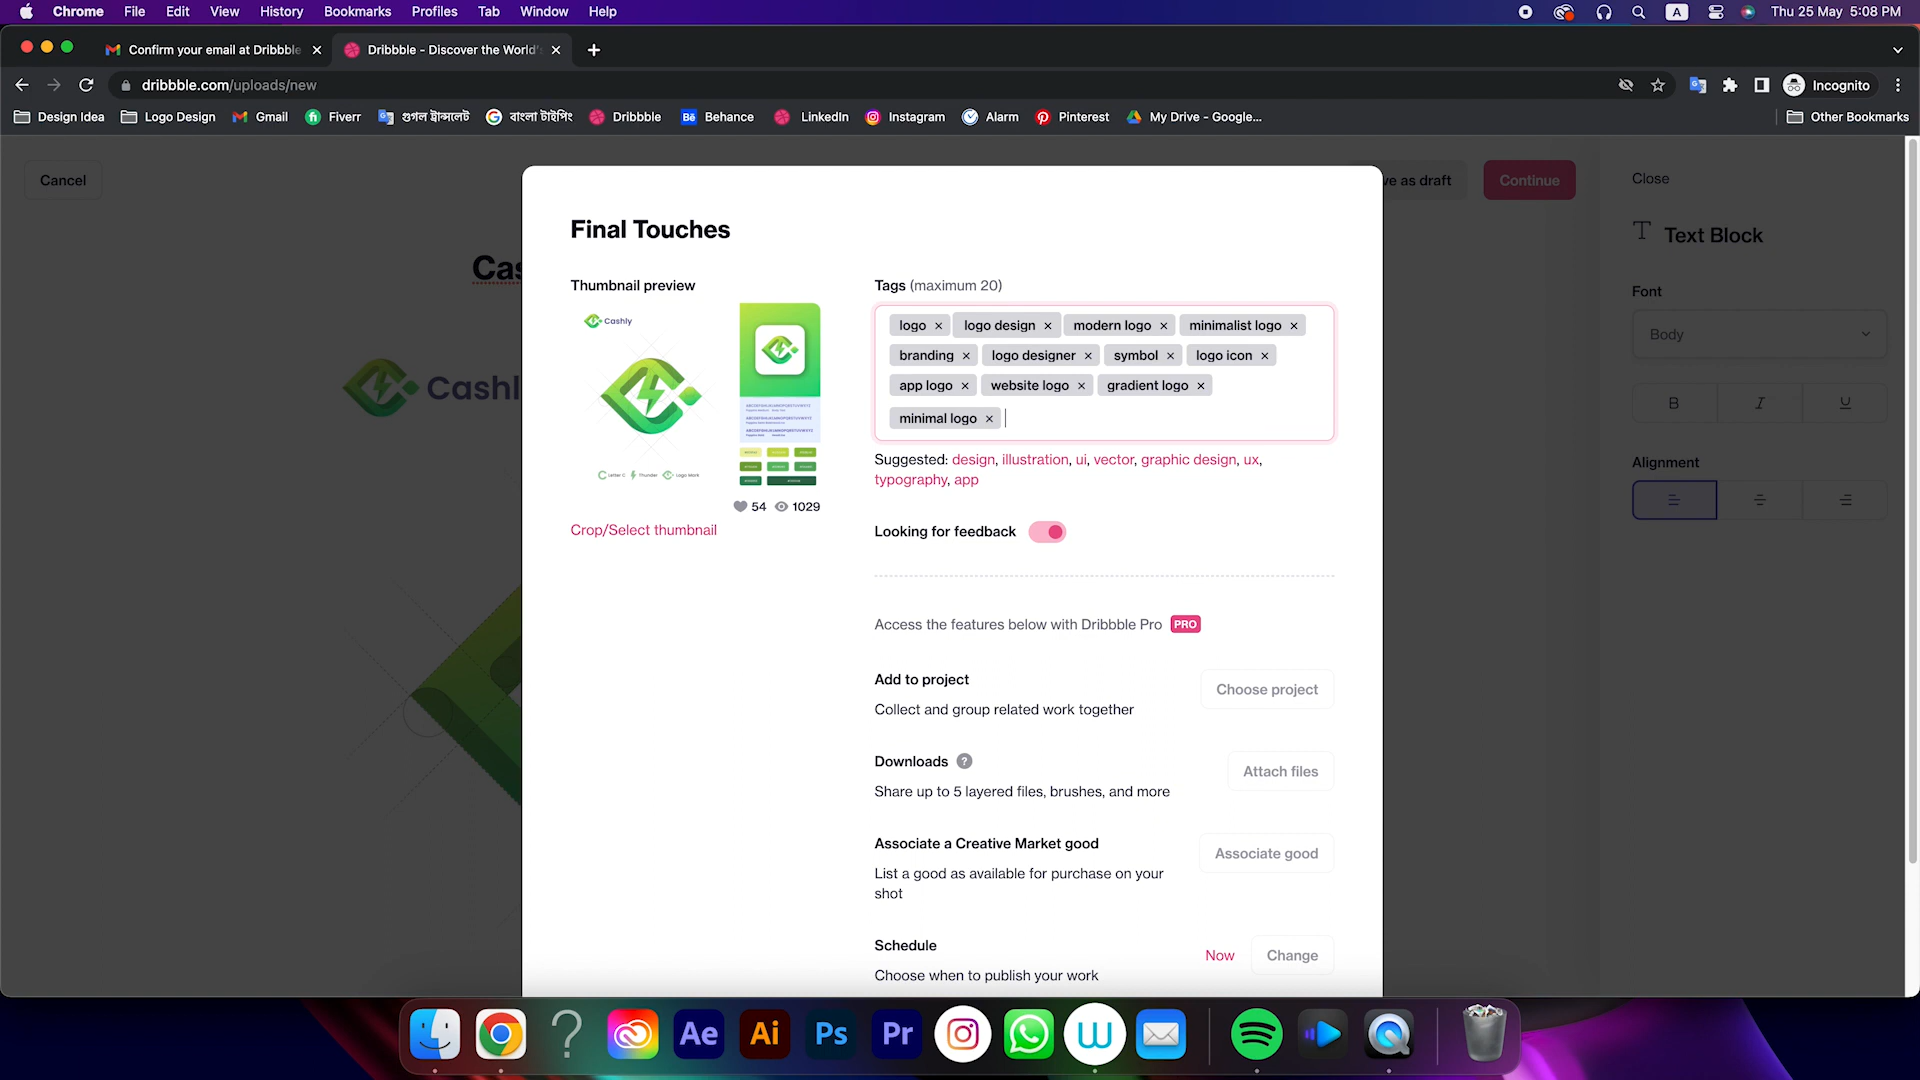 Chrome File Edit View History Bookmarks Profiles Tab Window Help A Thu 25 May 5:08 PM
Confirm your email at Dribbble Dribbble - Discover the World'
dribbble.com/uploads/new Incognito
Design Idea Logo Design Gmail Fiverr গুগল ট্রান্সলেট বাংলা টাইপিং Dribbble Behance LinkedIn Instagram Alarm Pinterest My Drive - Google... Other Bookmarks
Cancel
ve as draft Continue
Close
Text Block
Font
Body
B I U
Alignment
Cas
Cashl
Final Touches
Thumbnail preview
Cashly
Letter C Thunder Logo Mark
54 1029
Crop/Select thumbnail
Tags (maximum 20)
logo logo design modern logo minimalist logo
branding logo designer symbol logo icon
app logo website logo gradient logo
minimal logo
Suggested: design, illustration, ui, vector, graphic design, ux,
typography, app
Looking for feedback
Access the features below with Dribbble Pro PRO
Add to project
Collect and group related work together
Choose project
Downloads ?
Share up to 5 layered files, brushes, and more
Attach files
Associate a Creative Market good
List a good as available for purchase on your
shot
Associate good
Schedule
Choose when to publish your work
Now Change
Ae Ai Ps Pr